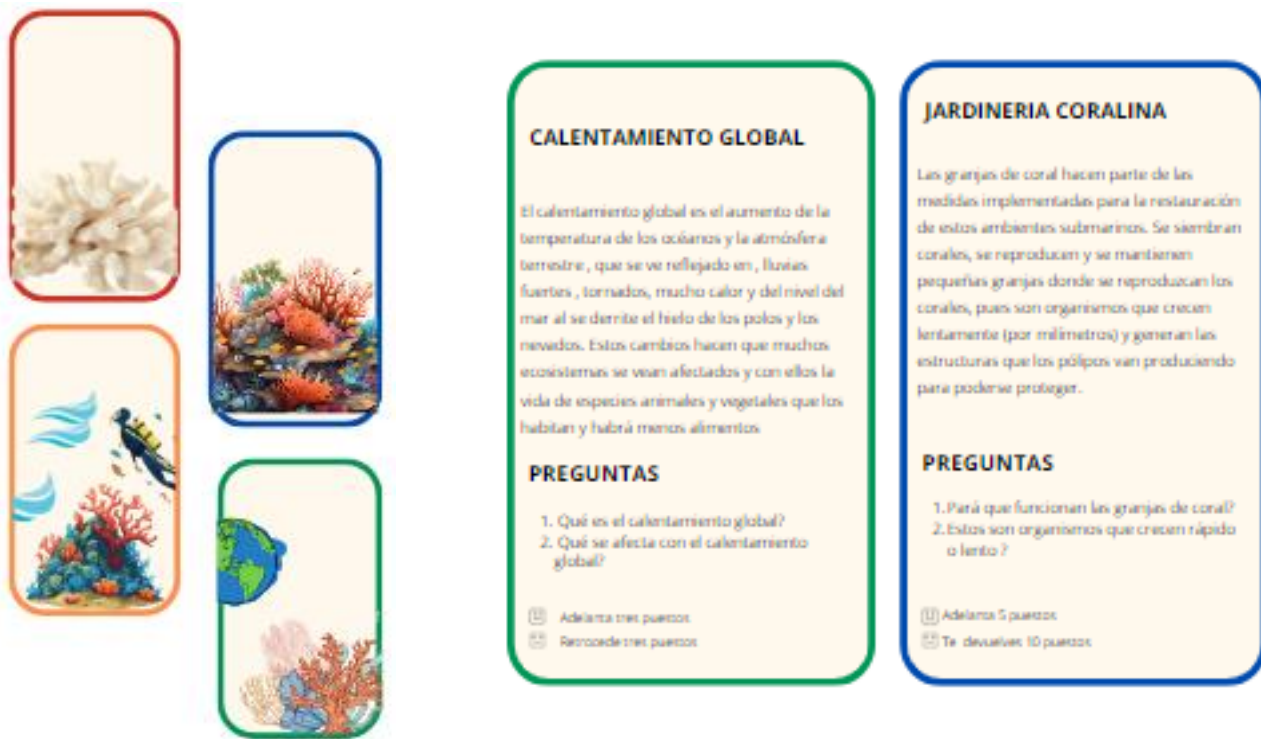 CALENTAMIENTO GLOBAL
El calentamiento global es el aumento de la
temperatura de los océanos y la atmósfera
terrestre , que se ve reflejado en , lluvias
fuertes , tornados, mucho calor y del nivel del
mar al se derrite el hielo de los polos y los
nevados. Estos cambios hacen que muchos
ecosistemas se vean afectados y con ellos la
vida de especies animales y vegetales que los
habitan y habrá menos alimentos
PREGUNTAS
1. Qué es el calentamiento global?
2. Qué se afecta con el calentamiento
global?
Adelanta tres puestos
Retrocede tres puestos
JARDINERIA CORALINA
Las granjas de coral hacen parte de las
medidas implementadas para la restauración
de estos ambientes submarinos. Se siembran
corales, se reproducen y se mantienen
pequeñas granjas donde se reproduzcan los
corales, pues son organismos que crecen
lentamente (por milímetros) y generan las
estructuras que los pólipos van produciendo
para poderse proteger.
PREGUNTAS
1. Pará que funcionan las granjas de coral?
2. Estos son organismos que crecen rápido
o lento ?
Adelanta 5 puestos
Te devuelves 10 puestos